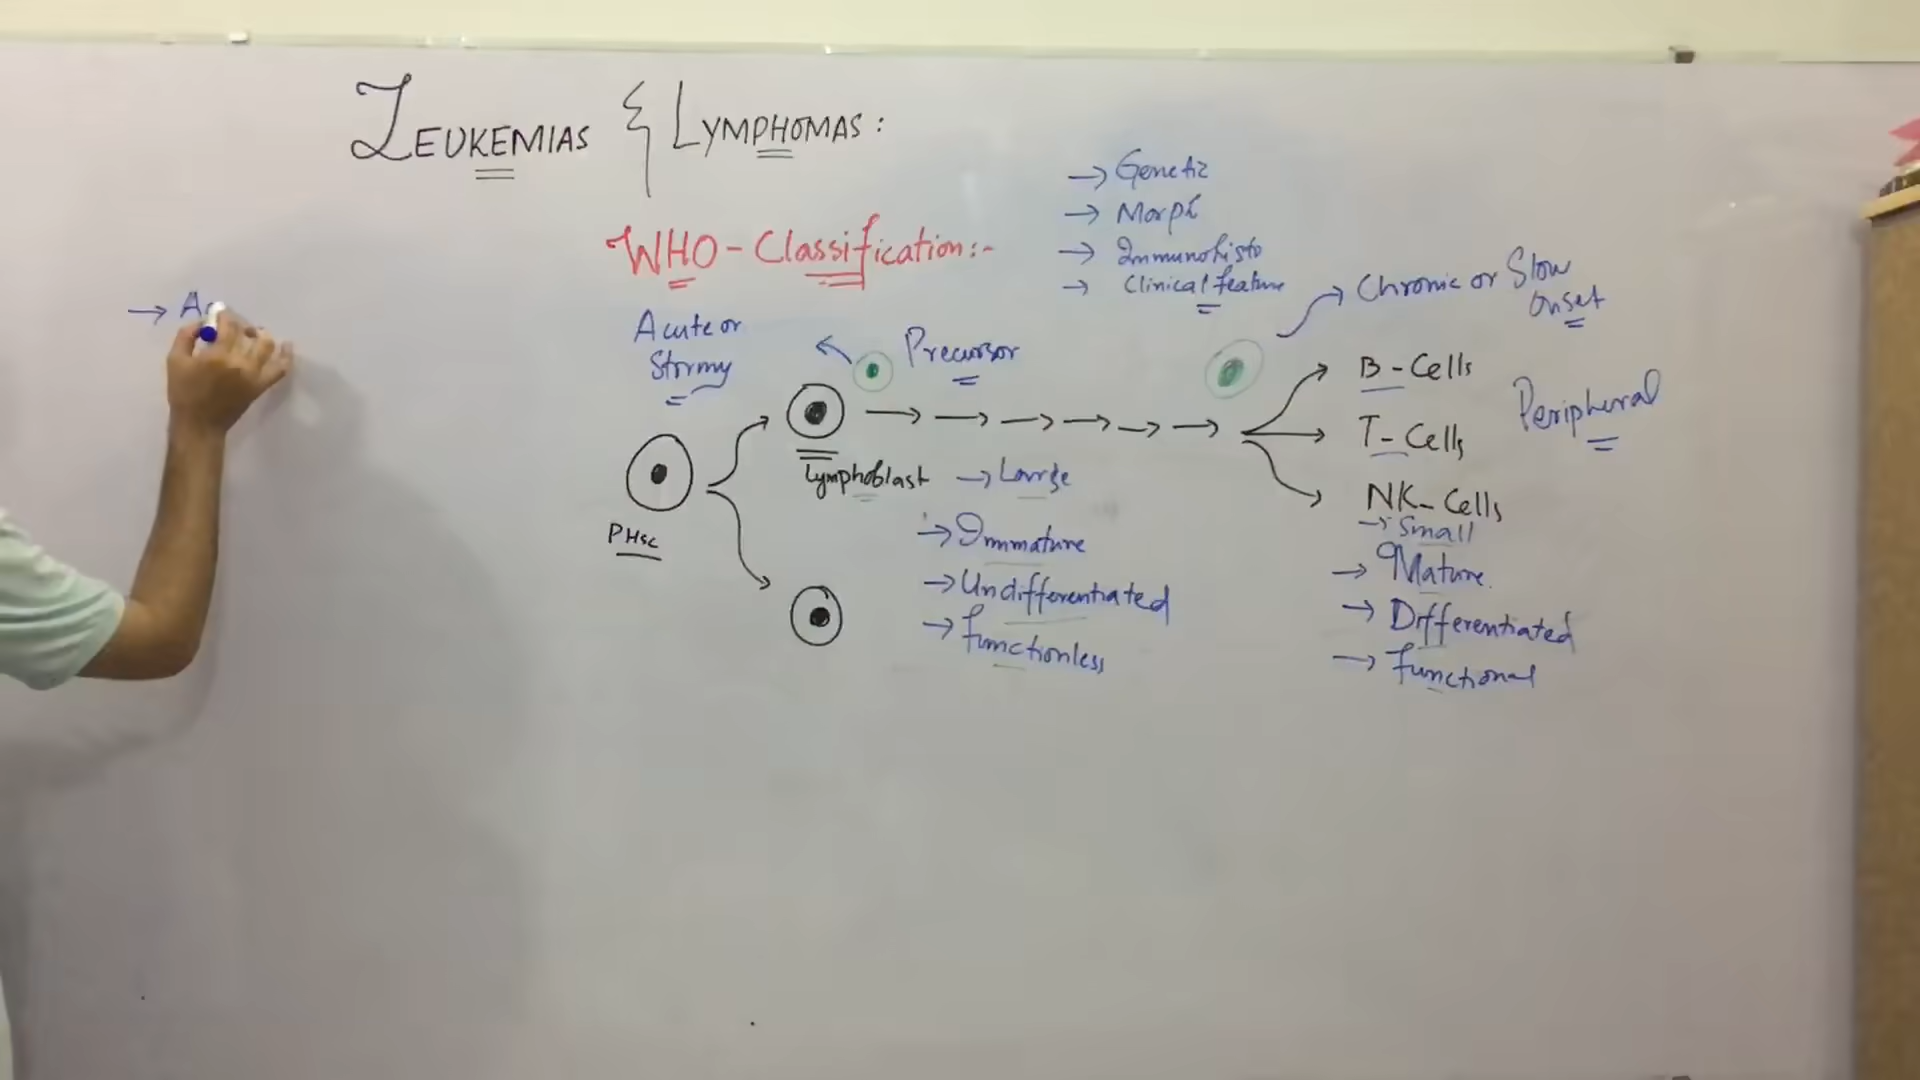 LEUKEMIAS & LYMPHOMAS:
WHO-Classification:-
→ Genetic
→ Morph
→ Immunohisto
→ Clinical feature
→ A
Acute or
Stormy
Precursor
Chronic or Slow
Onset
B-Cells
T-Cells
NK-Cells
Peripheral
PHSC
Lymphoblast → Large
→ Immature
→ Undifferentiated
→ functionless
→ Small
→ Mature.
→ Differentiated
→ functional